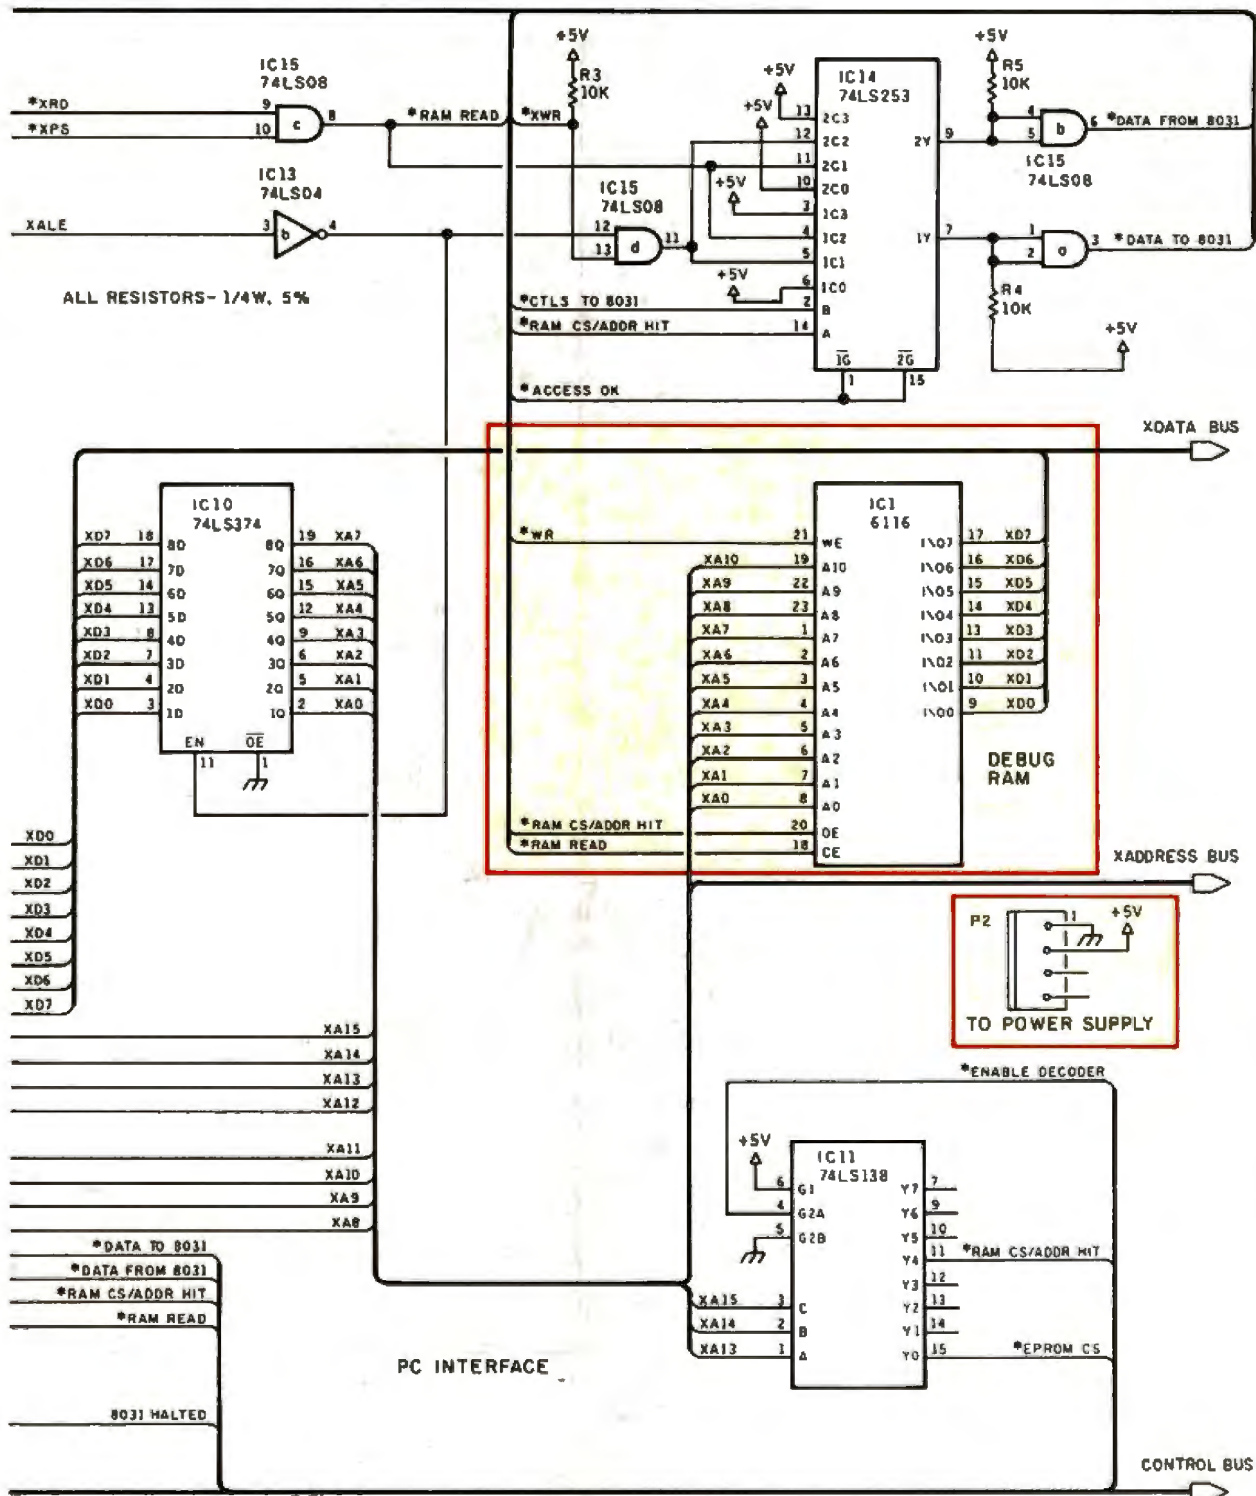 +5V
+5V
IC15
74LS08
R3
10K
+5V
IC14
74LS253
R5
10K
*XRD
9
8
*RAM READ
*XWR
+5V
13
2C3
4
6
*DATA FROM 8031
*XPS
10
c
12
2C2
2Y
9
5
b
11
2C1
IC15
74LS08
IC13
74LS04
IC15
74LS08
+5V
10
2C0
3
1C3
XALE
3
b
4
12
11
4
1C2
1Y
7
1
3
*DATA TO 8031
13
d
5
1C1
2
a
+5V
6
1C0
R4
10K
ALL RESISTORS- 1/4W, 5%
*CTLS TO 8031
2
B
*RAM CS/ADDR HIT
14
A
+5V
1G
2G
1
15
*ACCESS OK
XDATA BUS
IC10
74LS374
IC1
6116
XD7 18 8D 8Q 19 XA7
XD6 17 7D 7Q 16 XA6
XD5 14 6D 6Q 15 XA5
XD4 13 5D 5Q 12 XA4
XD3 8 4D 4Q 9 XA3
XD2 7 3D 3Q 6 XA2
XD1 4 2D 2Q 5 XA1
XD0 3 1D 1Q 2 XA0
EN OE
11 1
*WR 21 WE I\O7 17 XD7
XA10 19 A10 I\O6 16 XD6
XA9 22 A9 I\O5 15 XD5
XA8 23 A8 I\O4 14 XD4
XA7 1 A7 I\O3 13 XD3
XA6 2 A6 I\O2 11 XD2
XA5 3 A5 I\O1 10 XD1
XA4 4 A4 I\O0 9 XD0
XA3 5 A3
XA2 6 A2
XA1 7 A1
XA0 8 A0
DEBUG
RAM
*RAM CS/ADDR HIT 20 OE
*RAM READ 18 CE
XADDRESS BUS
XD0
XD1
XD2
XD3
XD4
XD5
XD6
XD7
P2
1
+5V
TO POWER SUPPLY
XA15
XA14
XA13
XA12
XA11
XA10
XA9
XA8
*ENABLE DECODER
+5V
IC11
74LS138
6 G1 Y7 7
4 G2A Y6 9
5 G2B Y5 10
Y4 11 *RAM CS/ADDR HIT
Y3 12
XA15 3 C Y2 13
XA14 2 B Y1 14
XA13 1 A Y0 15 *EPROM CS
*DATA TO 8031
*DATA FROM 8031
*RAM CS/ADDR HIT
*RAM READ
PC INTERFACE
8031 HALTED
CONTROL BUS